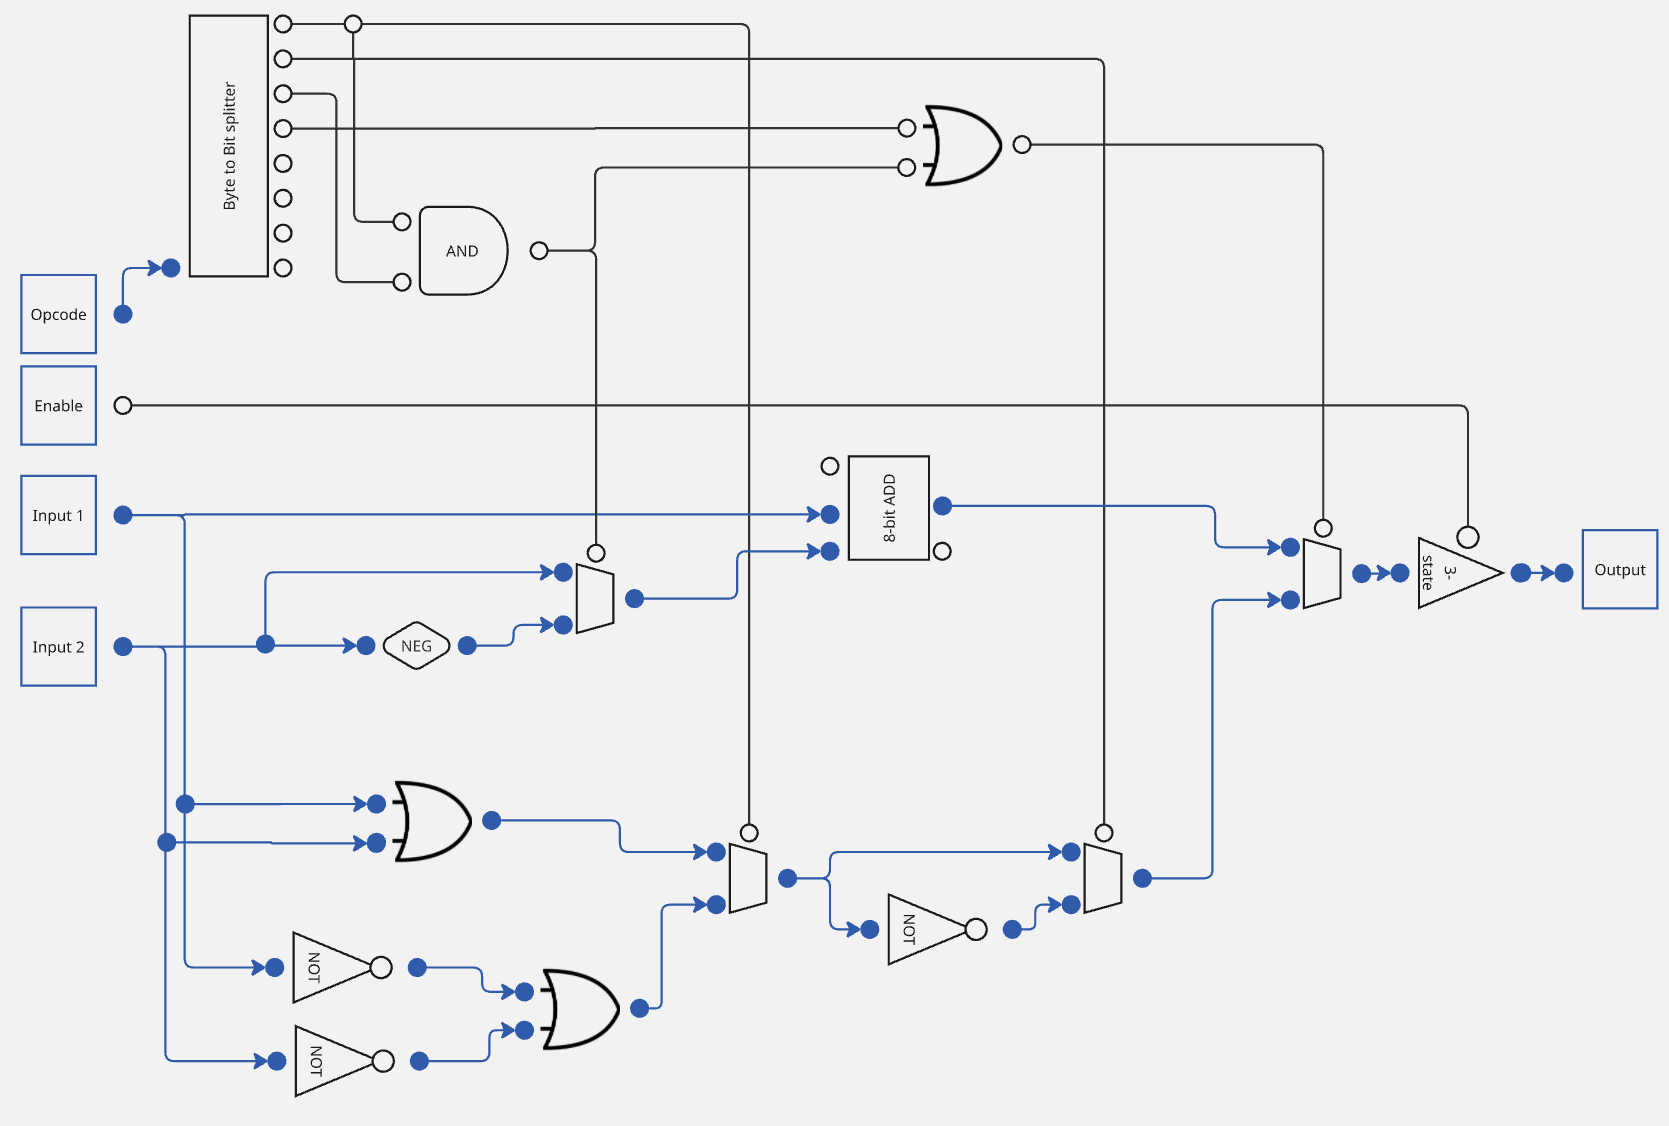 Byte to Bit splitter
AND
Opcode
Enable
Input 1
8-bit ADD
3-
state
Output
Input 2
NEG
NOT
NOT
NOT